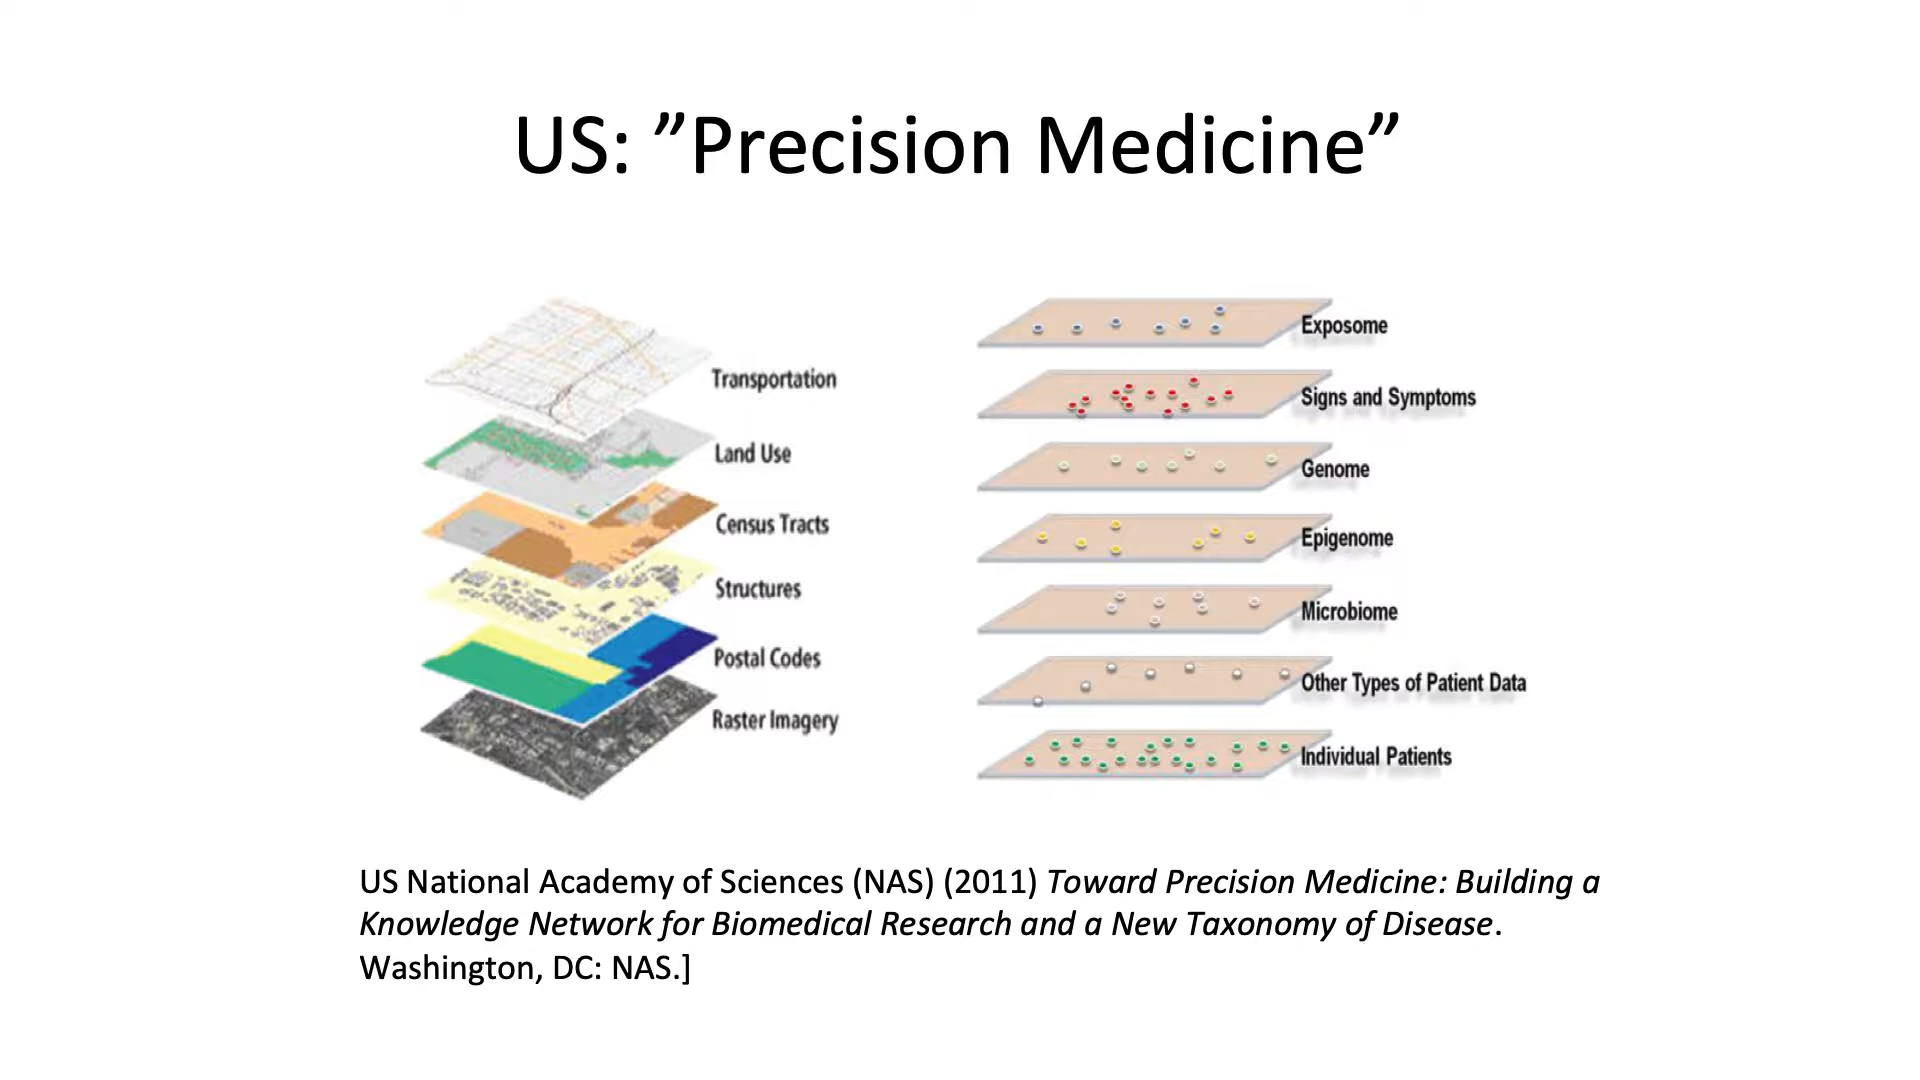 US: ”Precision Medicine”
Transportation
Land Use
Census Tracts
Structures
Postal Codes
Raster Imagery
Exposome
Signs and Symptoms
Genome
Epigenome
Microbiome
Other Types of Patient Data
Individual Patients
US National Academy of Sciences (NAS) (2011) Toward Precision Medicine: Building a
Knowledge Network for Biomedical Research and a New Taxonomy of Disease.
Washington, DC: NAS.]